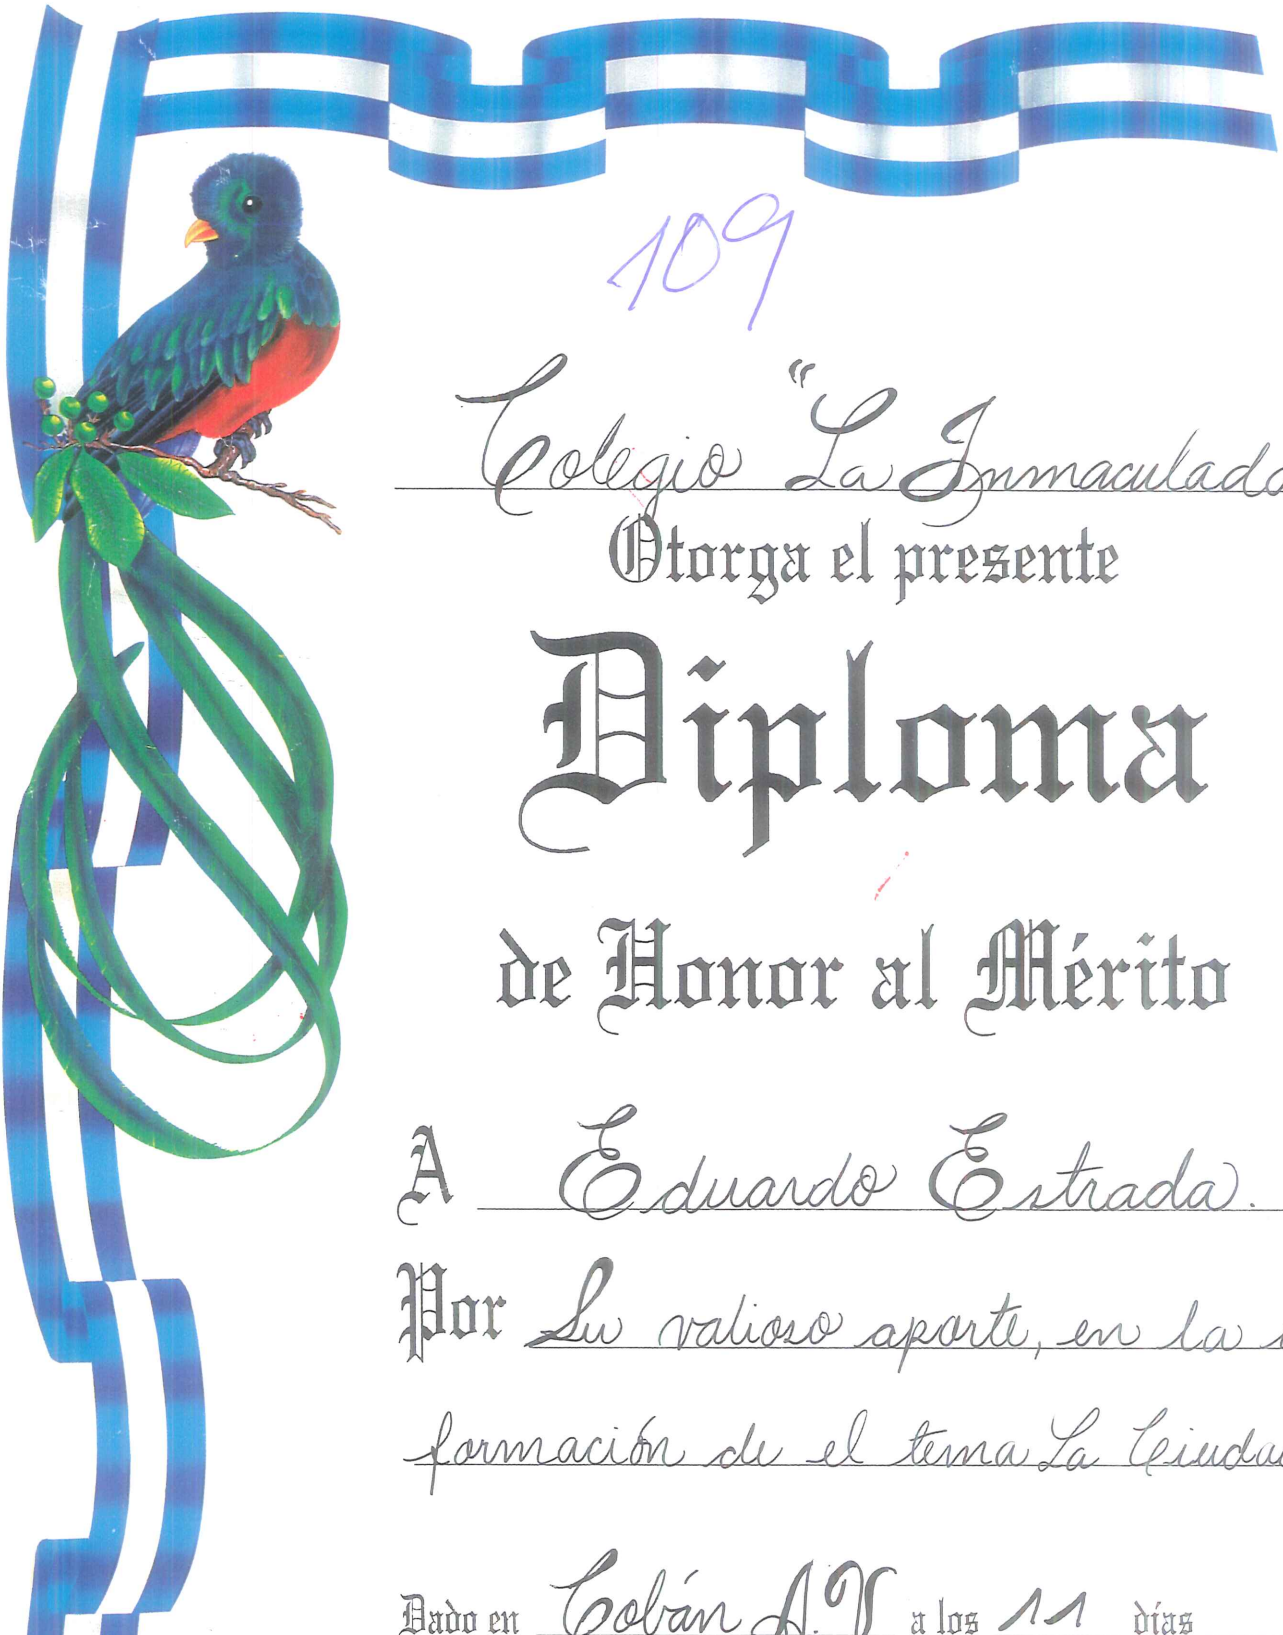 109
Colegio "La Inmaculada
Otorga el presente
Diploma
de Honor al Mérito
A Eduardo Estrada.
Por Su valioso aporte, en la
formación de el tema La Ciudad
Dado en Cobán A.V a los 11 días